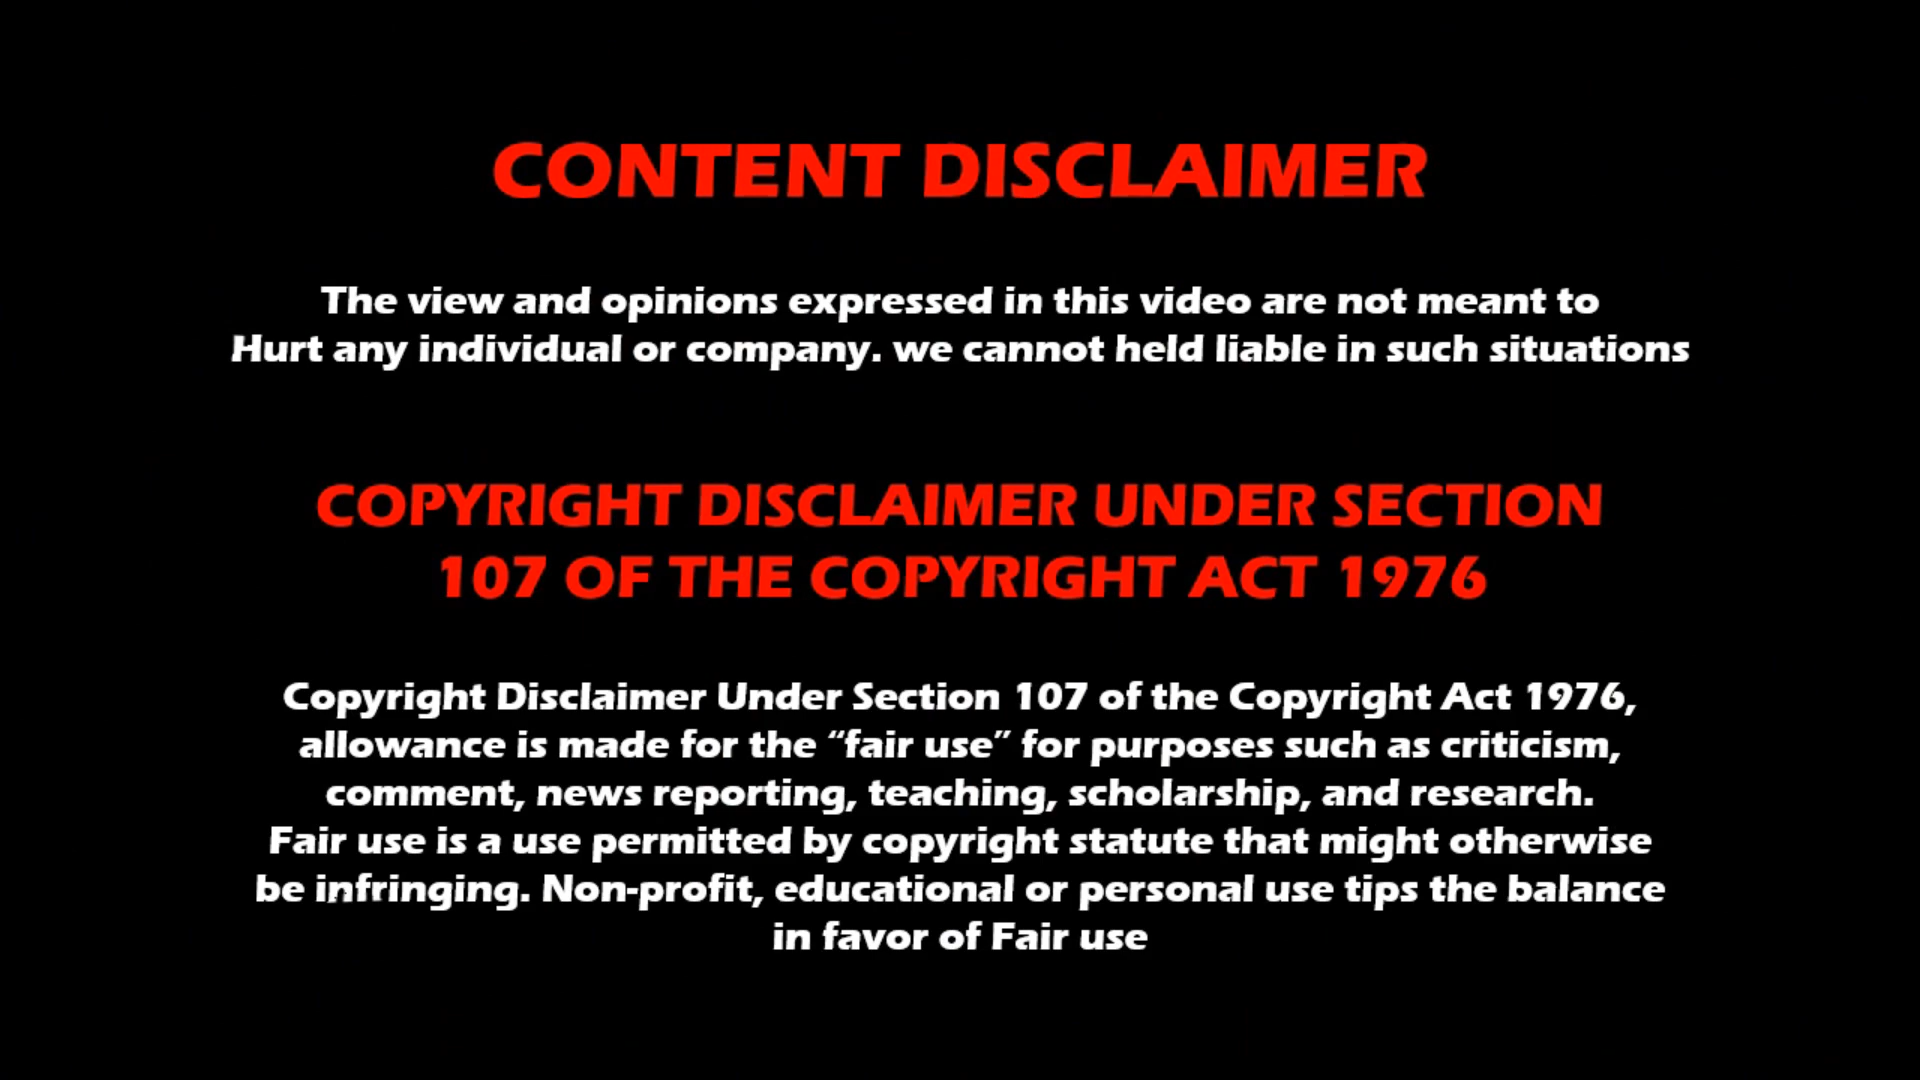 CONTENT DISCLAIMER
The view and opinions expressed in this video are not meant to
Hurt any individual or company. we cannot held liable in such situations
COPYRIGHT DISCLAIMER UNDER SECTION
107 OF THE COPYRIGHT ACT 1976
Copyright Disclaimer Under Section 107 of the Copyright Act 1976,
allowance is made for the “fair use” for purposes such as criticism,
comment, news reporting, teaching, scholarship, and research.
Fair use is a use permitted by copyright statute that might otherwise
be infringing. Non-profit, educational or personal use tips the balance
in favor of Fair use